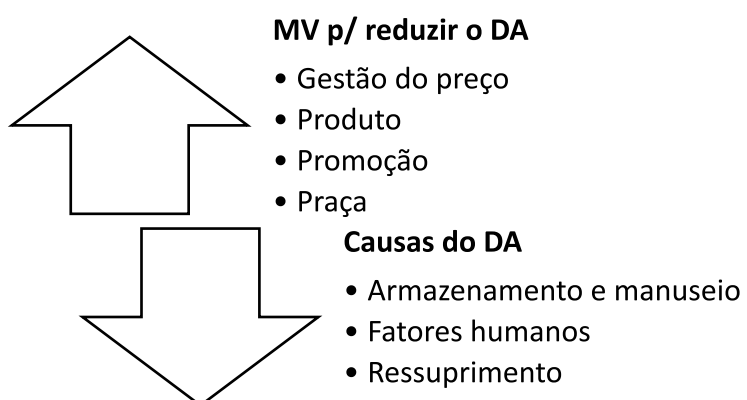 MV p/ reduzir o DA
• Gestão do preço
• Produto
• Promoção
• Praça
Causas do DA
• Armazenamento e manuseio
• Fatores humanos
• Ressuprimento